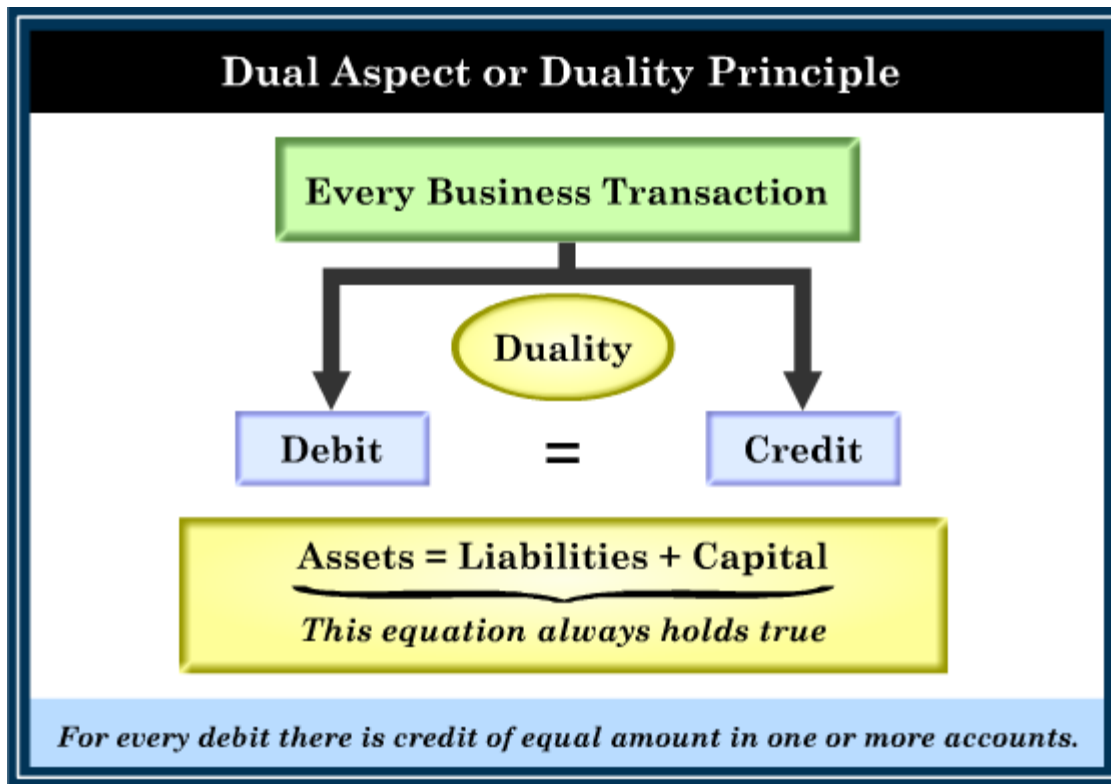 Dual Aspect or Duality Principle
Every Business Transaction
Duality
Debit = Credit
Assets = Liabilities + Capital
This equation always holds true
For every debit there is credit of equal amount in one or more accounts.